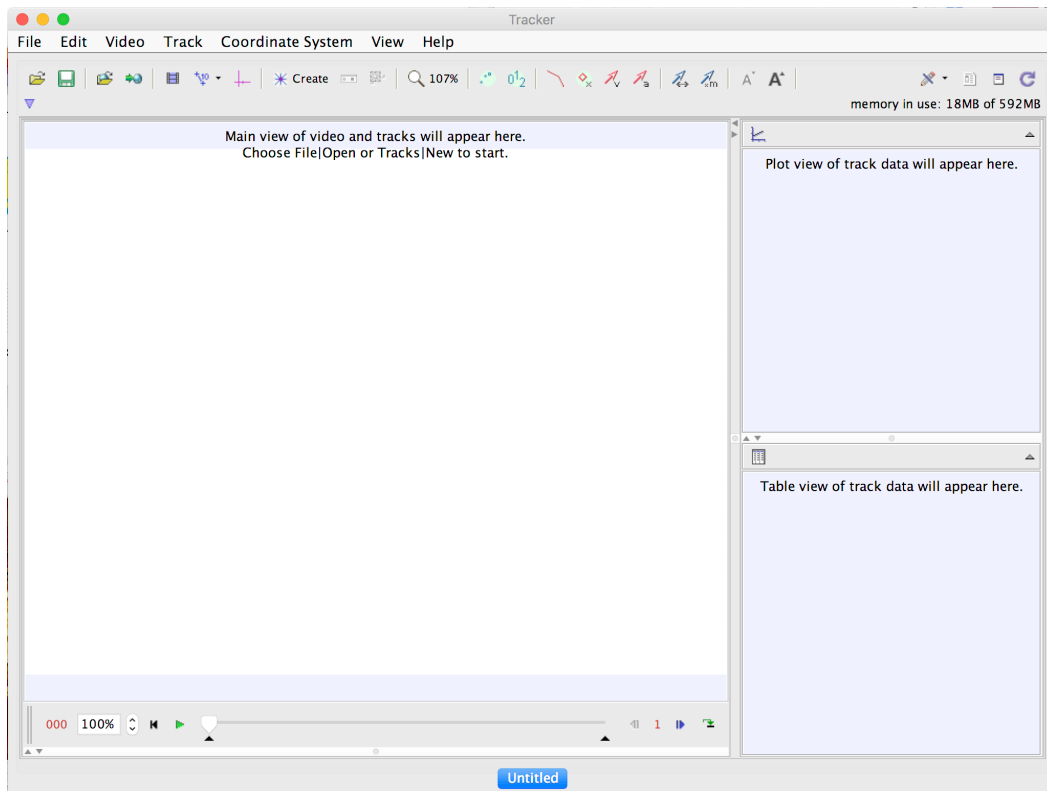 Tracker
File Edit Video Track Coordinate System View Help
Create 107%
memory in use: 18MB of 592MB
Main view of video and tracks will appear here.
Choose File|Open or Tracks|New to start.
Plot view of track data will appear here.
Table view of track data will appear here.
000 100% 1
Untitled